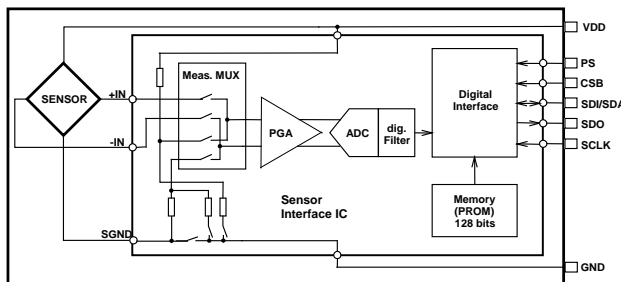 VDD
Meas. MUX
PS
SENSOR
+IN
Digital
Interface
CSB
SDI/SDA
PGA
ADC
dig.
Filter
SDO
-IN
SCLK
Sensor
Interface IC
Memory
(PROM)
128 bits
SGND
GND